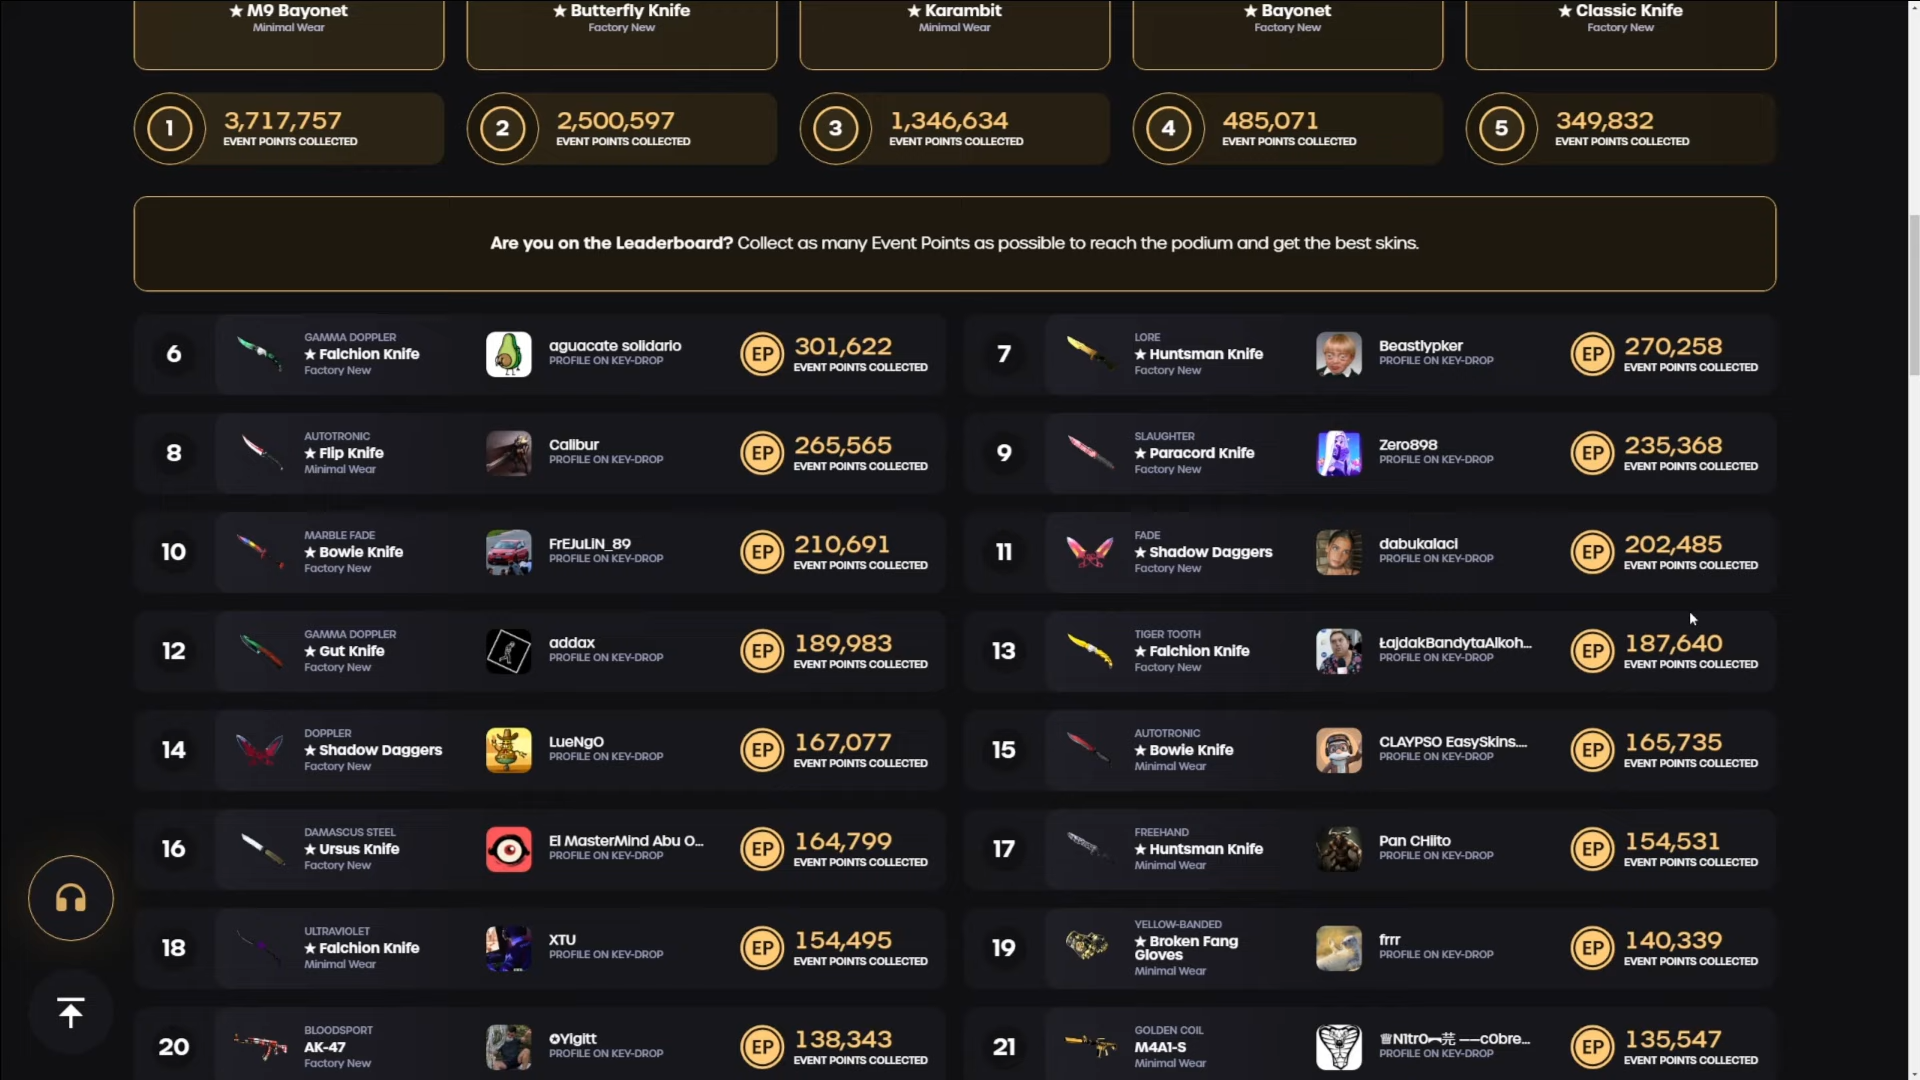 ★ M9 Bayonet
Minimal Wear
★ Butterfly Knife
Factory New
★ Karambit
Minimal Wear
★ Bayonet
Factory New
★ Classic Knife
Factory New
1
3,717,757
EVENT POINTS COLLECTED
2
2,500,597
EVENT POINTS COLLECTED
3
1,346,634
EVENT POINTS COLLECTED
4
485,071
EVENT POINTS COLLECTED
5
349,832
EVENT POINTS COLLECTED
Are you on the Leaderboard? Collect as many Event Points as possible to reach the podium and get the best skins.
6
GAMMA DOPPLER
★ Falchion Knife
Factory New
aguacate solidario
PROFILE ON KEY-DROP
EP
301,622
EVENT POINTS COLLECTED
7
LORE
★ Huntsman Knife
Factory New
Beastlypker
PROFILE ON KEY-DROP
EP
270,258
EVENT POINTS COLLECTED
8
AUTOTRONIC
★ Flip Knife
Minimal Wear
Calibur
PROFILE ON KEY-DROP
EP
265,565
EVENT POINTS COLLECTED
9
SLAUGHTER
★ Paracord Knife
Factory New
Zero898
PROFILE ON KEY-DROP
EP
235,368
EVENT POINTS COLLECTED
10
MARBLE FADE
★ Bowie Knife
Factory New
FrEJuLiN_89
PROFILE ON KEY-DROP
EP
210,691
EVENT POINTS COLLECTED
11
FADE
★ Shadow Daggers
Factory New
dabukalaci
PROFILE ON KEY-DROP
EP
202,485
EVENT POINTS COLLECTED
12
GAMMA DOPPLER
★ Gut Knife
Factory New
addax
PROFILE ON KEY-DROP
EP
189,983
EVENT POINTS COLLECTED
13
TIGER TOOTH
★ Falchion Knife
Factory New
ŁajdakBandytaAlkoh...
PROFILE ON KEY-DROP
EP
187,640
EVENT POINTS COLLECTED
14
DOPPLER
★ Shadow Daggers
Factory New
LueNgO
PROFILE ON KEY-DROP
EP
167,077
EVENT POINTS COLLECTED
15
AUTOTRONIC
★ Bowie Knife
Minimal Wear
CLAYPSO EasySkins....
PROFILE ON KEY-DROP
EP
165,735
EVENT POINTS COLLECTED
16
DAMASCUS STEEL
★ Ursus Knife
Factory New
El MasterMind Abu O...
PROFILE ON KEY-DROP
EP
164,799
EVENT POINTS COLLECTED
17
FREEHAND
★ Huntsman Knife
Minimal Wear
Pan CHiito
PROFILE ON KEY-DROP
EP
154,531
EVENT POINTS COLLECTED
18
ULTRAVIOLET
★ Falchion Knife
Minimal Wear
XTU
PROFILE ON KEY-DROP
EP
154,495
EVENT POINTS COLLECTED
19
YELLOW-BANDED
★ Broken Fang
Gloves
Minimal Wear
frrr
PROFILE ON KEY-DROP
EP
140,339
EVENT POINTS COLLECTED
20
BLOODSPORT
AK-47
Factory New
✪Yigitt
PROFILE ON KEY-DROP
EP
138,343
EVENT POINTS COLLECTED
21
GOLDEN COIL
M4A1-S
Minimal Wear
PROFILE ON KEY-DROP
EP
135,547
EVENT POINTS COLLECTED